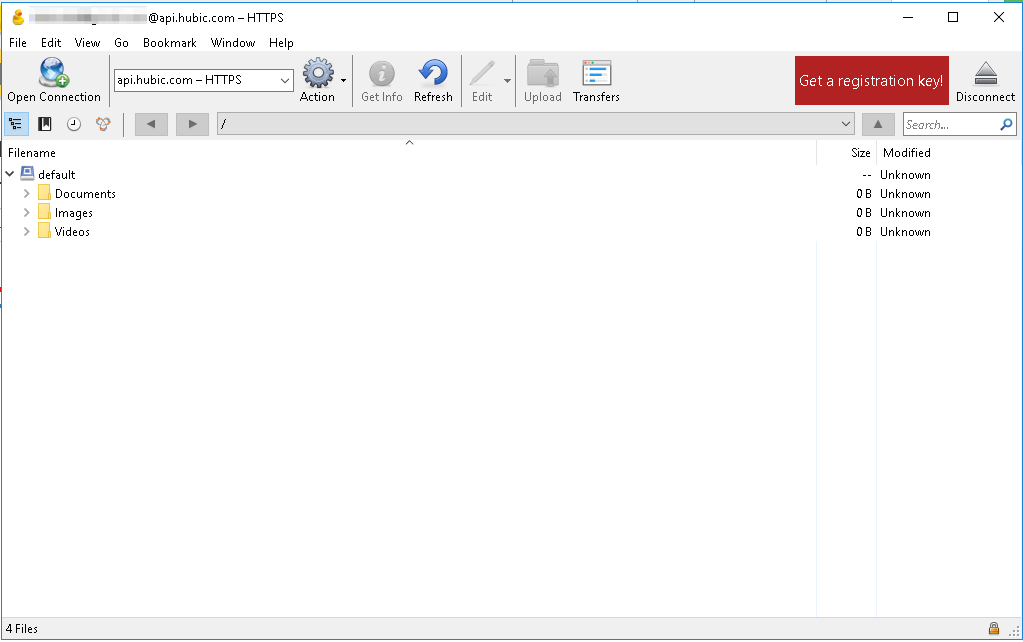 @api.hubic.com – HTTPS
File Edit View Go Bookmark Window Help
Open Connection
api.hubic.com – HTTPS
Action
Get Info
Refresh
Edit
Upload
Transfers
Get a registration key!
Disconnect
/
Search...
Filename Size Modified
default -- Unknown
Documents 0 B Unknown
Images 0 B Unknown
Videos 0 B Unknown
4 Files